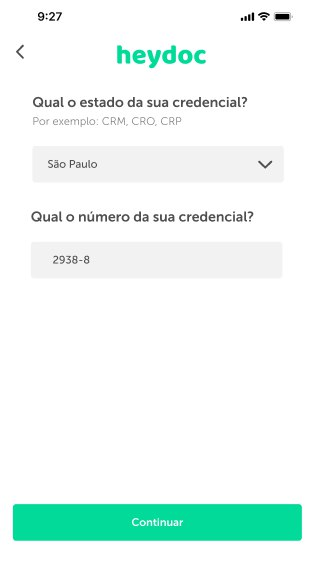 9:27
heydoc
Qual o estado da sua credencial?
Por exemplo: CRM, CRO, CRP
São Paulo
Qual o número da sua credencial?
2938-8
Continuar